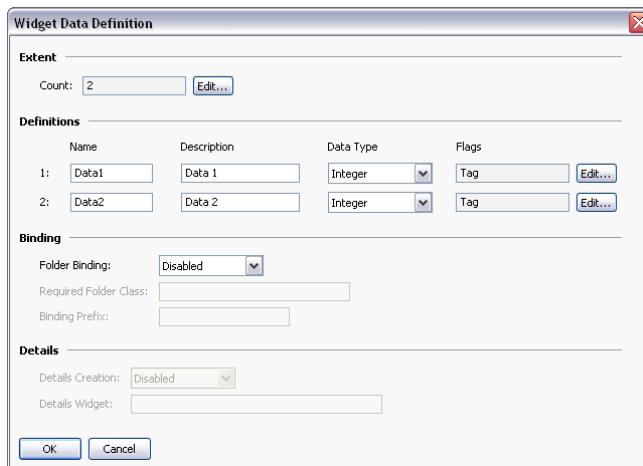 Widget Data Definition
Extent
Count: 2 Edit...
Definitions
Name Description Data Type Flags
1: Data1 Data 1 Integer Tag Edit...
2: Data2 Data 2 Integer Tag Edit...
Binding
Folder Binding: Disabled
Required Folder Class:
Binding Prefix:
Details
Details Creation: Disabled
Details Widget:
OK Cancel